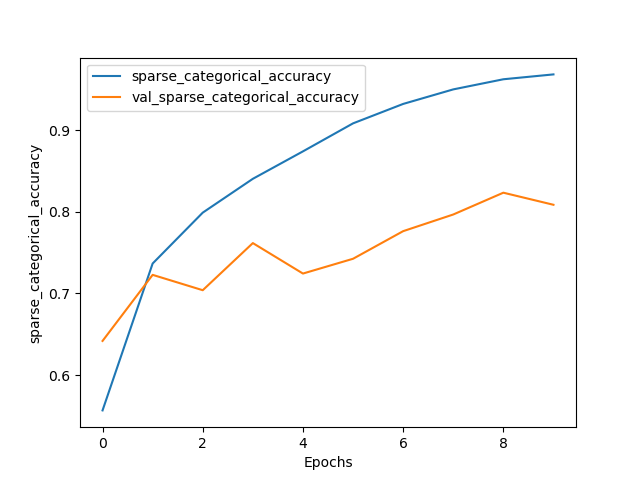 sparse_categorical_accuracy
val_sparse_categorical_accuracy
sparse_categorical_accuracy
0.9
0.8
0.7
0.6
0 2 4 6 8
Epochs